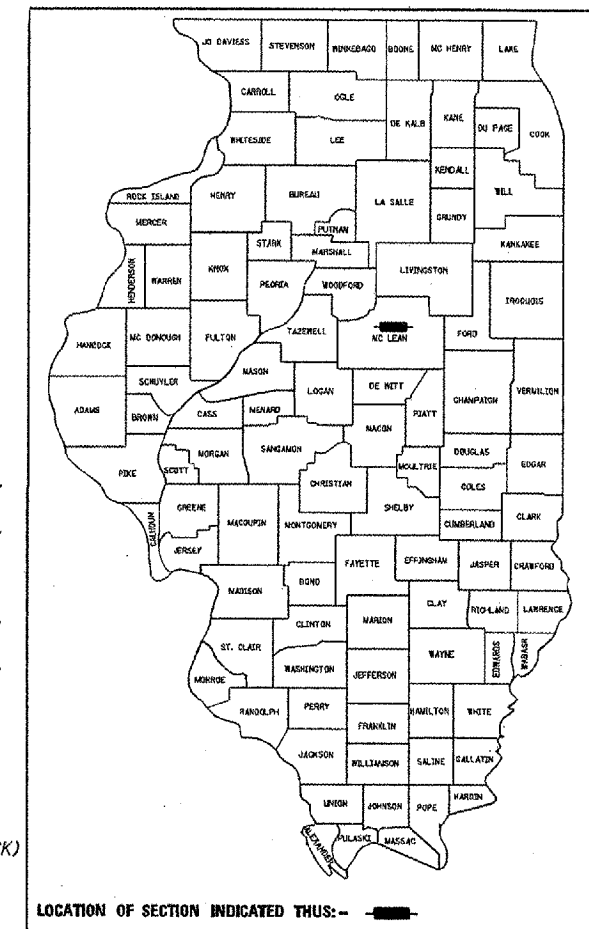 JO DAVIESS STEVENSON WINNEBAGO BOONE MC HENRY LAKE
CARROLL OGLE DE KALB KANE DU PAGE COOK
WHITESIDE LEE KENDALL WILL
ROCK ISLAND HENRY BUREAU LA SALLE GRUNDY
MERCER PUTNAM KANKAKEE
HENDERSON WARREN KNOX STARK MARSHALL LIVINGSTON
PEORIA WOODFORD IROQUOIS
HANCOCK MC DONOUGH FULTON TAZEWELL MC LEAN FORD
SCHUYLER MASON LOGAN DE WITT CHAMPAIGN VERMILION
ADAMS BROWN CASS MENARD MACON PIATT
PIKE SCOTT MORGAN SANGAMON MOULTRIE DOUGLAS EDGAR
CHRISTIAN COLES
CALHOUN GREENE MACOUPIN MONTGOMERY SHELBY CUMBERLAND CLARK
JERSEY FAYETTE EFFINGHAM JASPER CRAWFORD
MADISON BOND CLAY RICHLAND LAWRENCE
CLINTON MARION
ST. CLAIR WAYNE EDWARDS WABASH
MONROE WASHINGTON JEFFERSON
RANDOLPH PERRY HAMILTON WHITE
FRANKLIN
JACKSON WILLIAMSON SALINE GALLATIN
UNION JOHNSON POPE HARDIN
ALEXANDER PULASKI MASSAC
K)
LOCATION OF SECTION INDICATED THUS:-